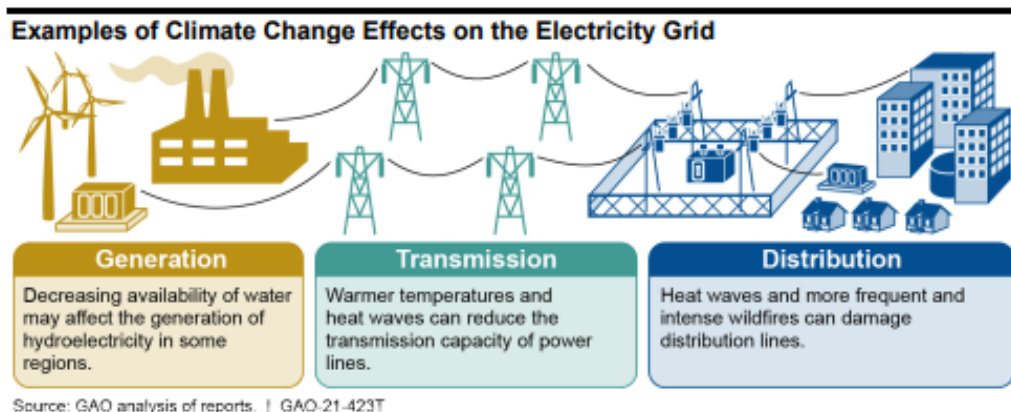 Examples of Climate Change Effects on the Electricity Grid
Generation
Decreasing availability of water
may affect the generation of
hydroelectricity in some
regions.
Transmission
Warmer temperatures and
heat waves can reduce the
transmission capacity of power
lines.
Distribution
Heat waves and more frequent and
intense wildfires can damage
distribution lines.
Source: GAO analysis of reports. | GAO-21-423T